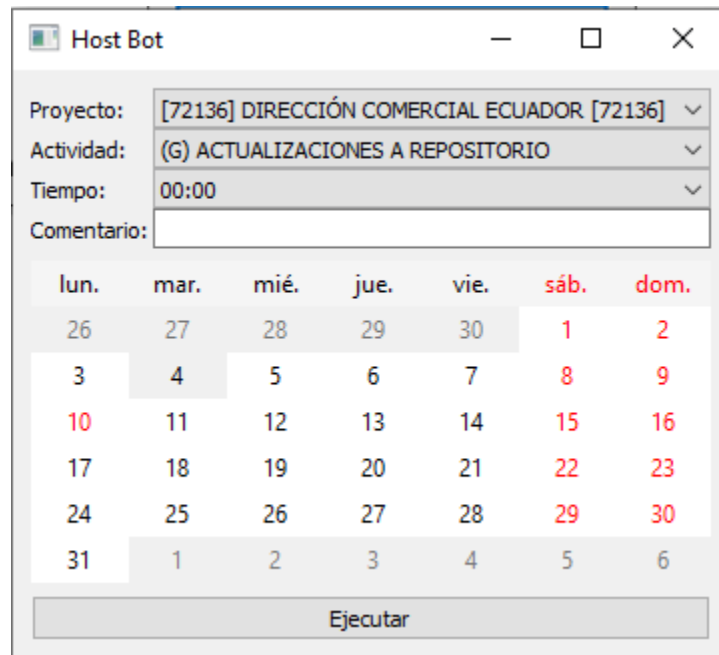 Host Bot
Proyecto: [72136] DIRECCIÓN COMERCIAL ECUADOR [72136]
Actividad: (G) ACTUALIZACIONES A REPOSITORIO
Tiempo: 00:00
Comentario:
lun. mar. mié. jue. vie. sáb. dom.
26 27 28 29 30 1 2
3 4 5 6 7 8 9
10 11 12 13 14 15 16
17 18 19 20 21 22 23
24 25 26 27 28 29 30
31 1 2 3 4 5 6
Ejecutar